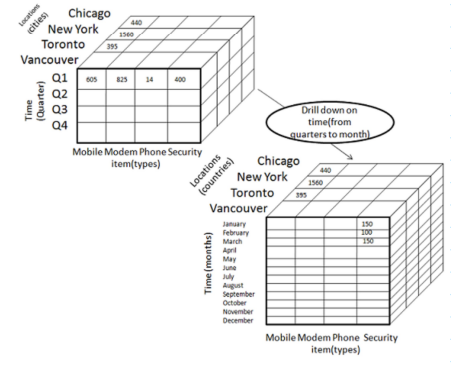 Locations
(cities)
Chicago
New York
Toronto
Vancouver
440
1560
395
Time
(Quarter)
Q1
605 825 14 400
Q2
Q3
Q4
Mobile Modem Phone Security
item(types)
Drill down on
time(from
quarters to month)
Locations
(countries)
Chicago
New York
Toronto
Vancouver
440
1560
395
Time (months)
January 150
February 100
March 150
April
May
June
July
August
September
October
November
December
Mobile Modem Phone Security
item(types)